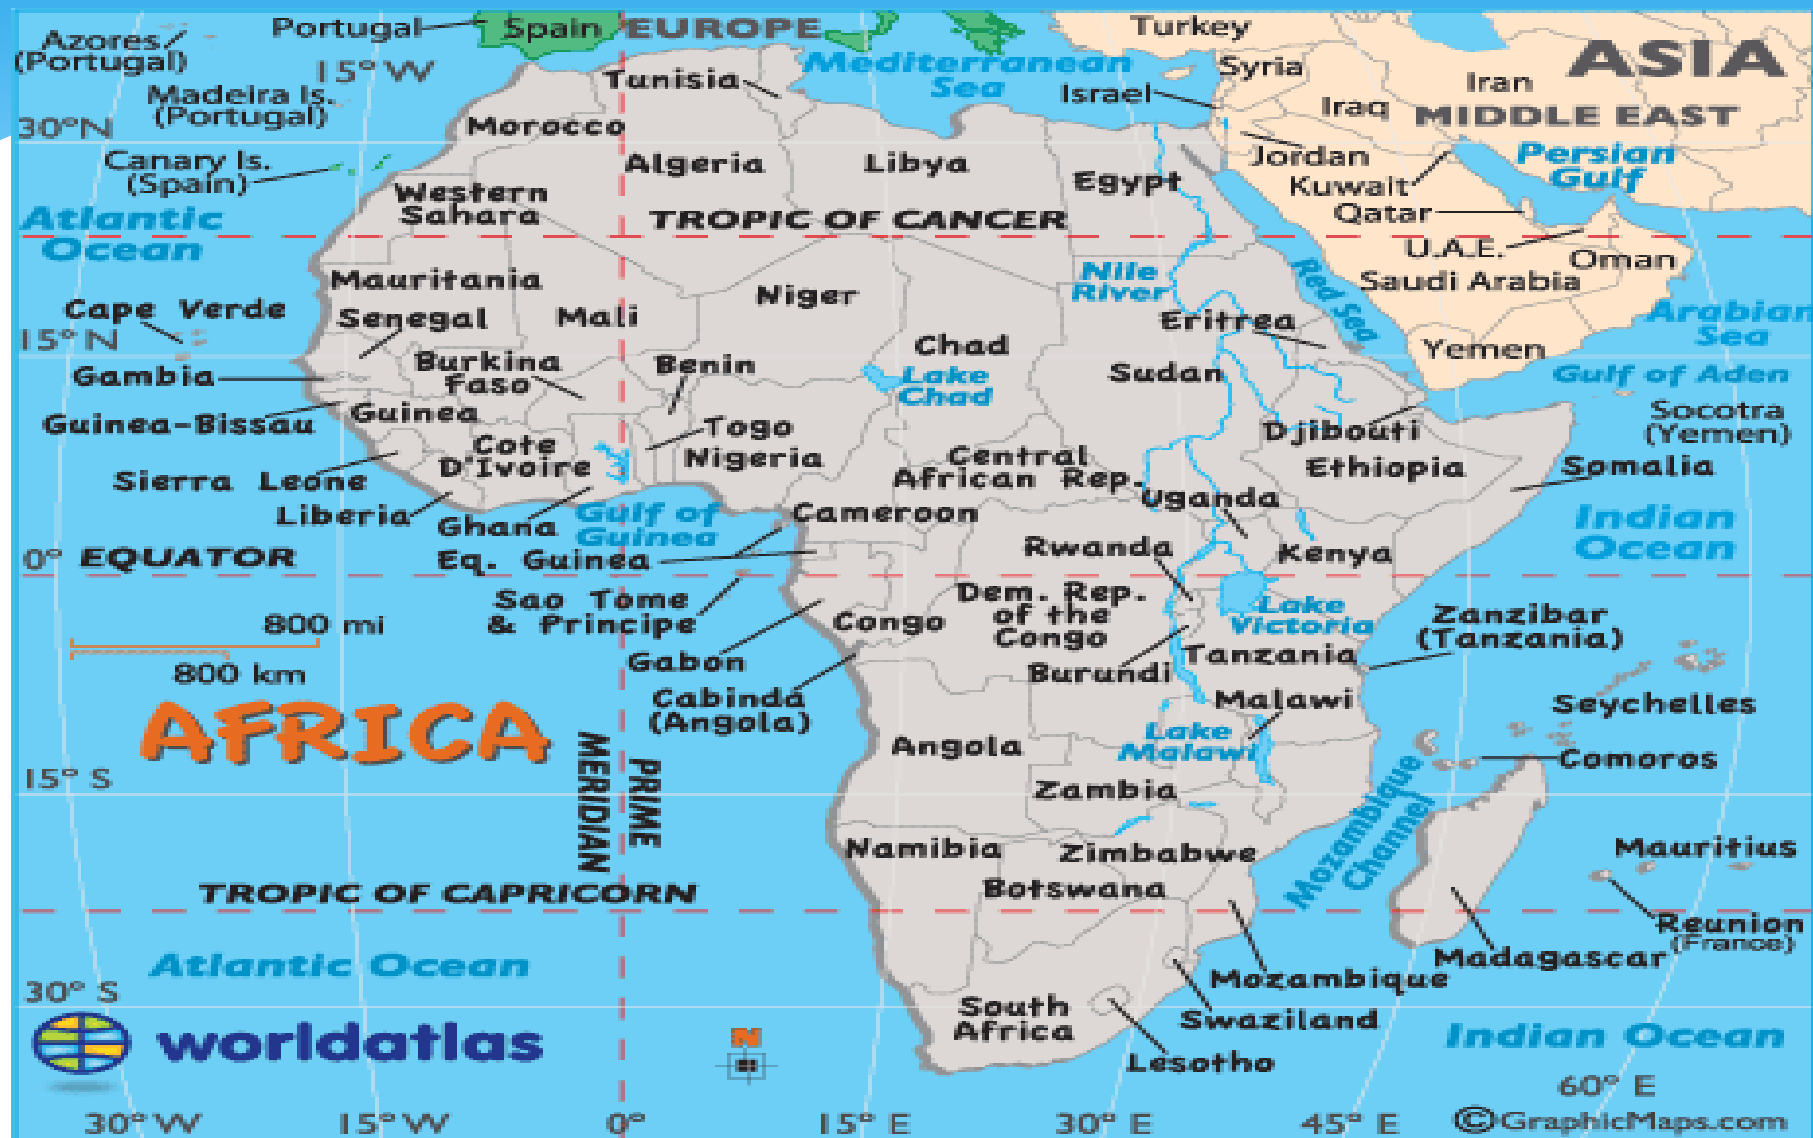 Portugal
Spain
EUROPE
Turkey
ASIA
Azores
(Portugal)
15° W
Tunisia
Mediterranean
Sea
Syria
Iran
Madeira Is.
(Portugal)
Israel
Iraq
MIDDLE EAST
30°N
Morocco
Canary Is.
(Spain)
Algeria
Libya
Egypt
Jordan
Persian
Gulf
Kuwait
Western
Sahara
Qatar
Atlantic
Ocean
TROPIC OF CANCER
U.A.E.
Oman
Mauritania
Nile
River
Red Sea
Saudi Arabia
Cape Verde
Senegal
Mali
Niger
Eritrea
Arabian
Sea
15° N
Chad
Yemen
Gambia
Burkina
Faso
Benin
Lake
Chad
Sudan
Gulf of Aden
Guinea-Bissau
Guinea
Togo
Djibouti
Socotra
(Yemen)
Cote
D'Ivoire
Nigeria
Central
African Rep.
Ethiopia
Somalia
Sierra Leone
Uganda
Liberia
Ghana
Gulf of
Guinea
Cameroon
Indian
Ocean
0°
EQUATOR
Eq. Guinea
Rwanda
Kenya
Sao Tome
& Principe
Dem. Rep.
of the
Congo
Lake
Victoria
Zanzibar
(Tanzania)
800 mi
Congo
800 km
Gabon
Burundi
Tanzania
Cabinda
(Angola)
Malawi
Seychelles
AFRICA
Angola
Lake
Malawi
Comoros
PRIME
MERIDIAN
15° S
Zambia
Mozambique
Channel
Namibia
Zimbabwe
Mauritius
TROPIC OF CAPRICORN
Botswana
Reunion
(France)
Atlantic Ocean
Madagascar
Mozambique
30° S
South
Africa
Swaziland
worldatlas
N
Lesotho
Indian Ocean
60° E
30° W
15° W
0°
15° E
30° E
45° E
©GraphicMaps.com